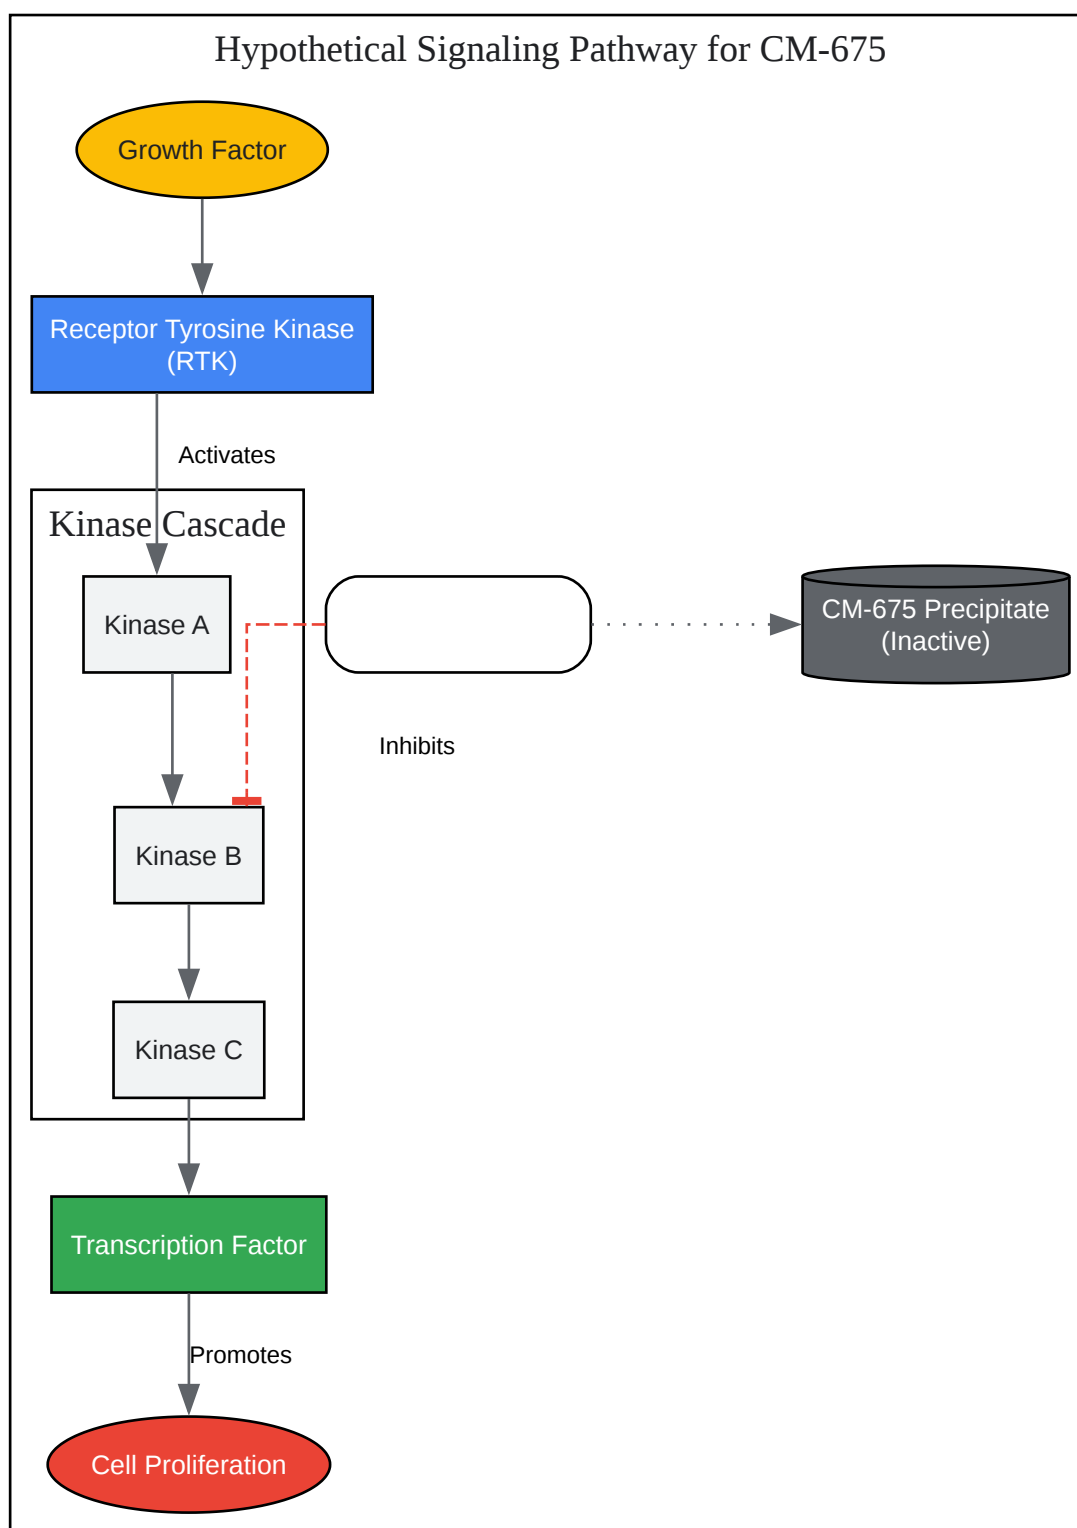 Hypothetical Signaling Pathway for CM-675
Growth Factor
Receptor Tyrosine Kinase
(RTK)
Activates
Kinase Cascade
Kinase A
CM-675 Precipitate
(Inactive)
Inhibits
Kinase B
Kinase C
Transcription Factor
Promotes
Cell Proliferation